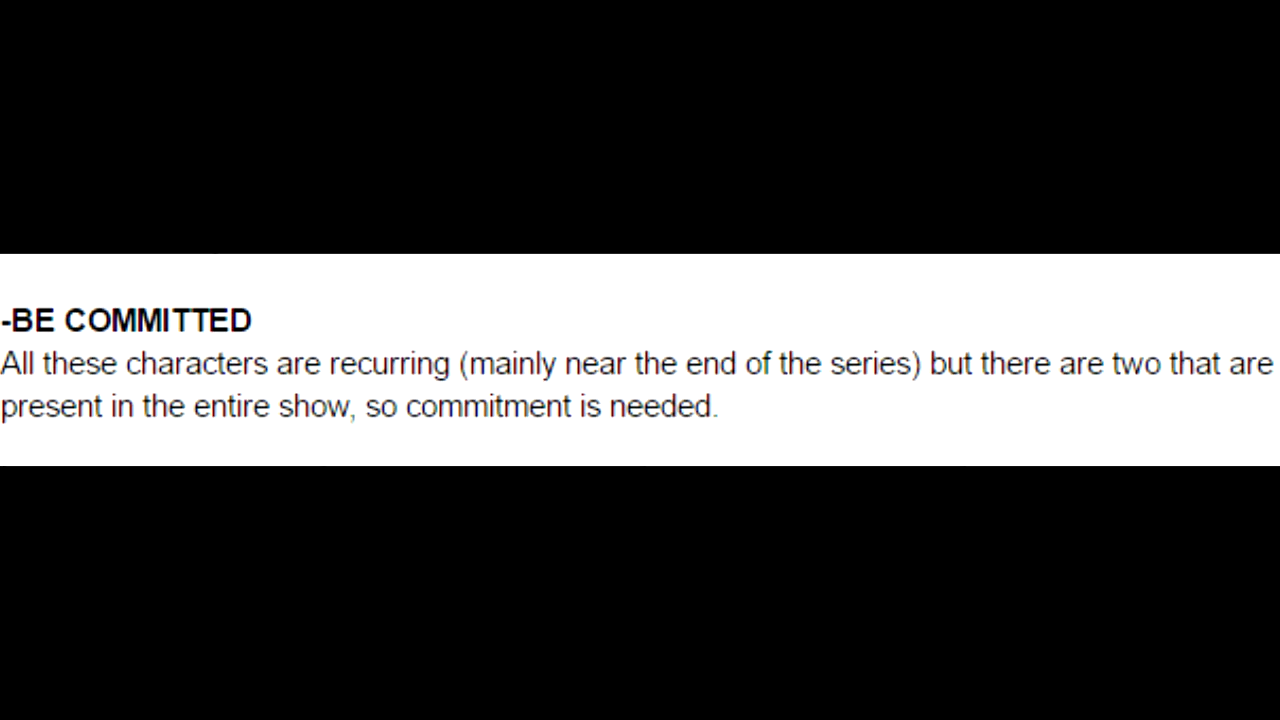 -BE COMMITTED
All these characters are recurring (mainly near the end of the series) but there are two that are
present in the entire show, so commitment is needed.